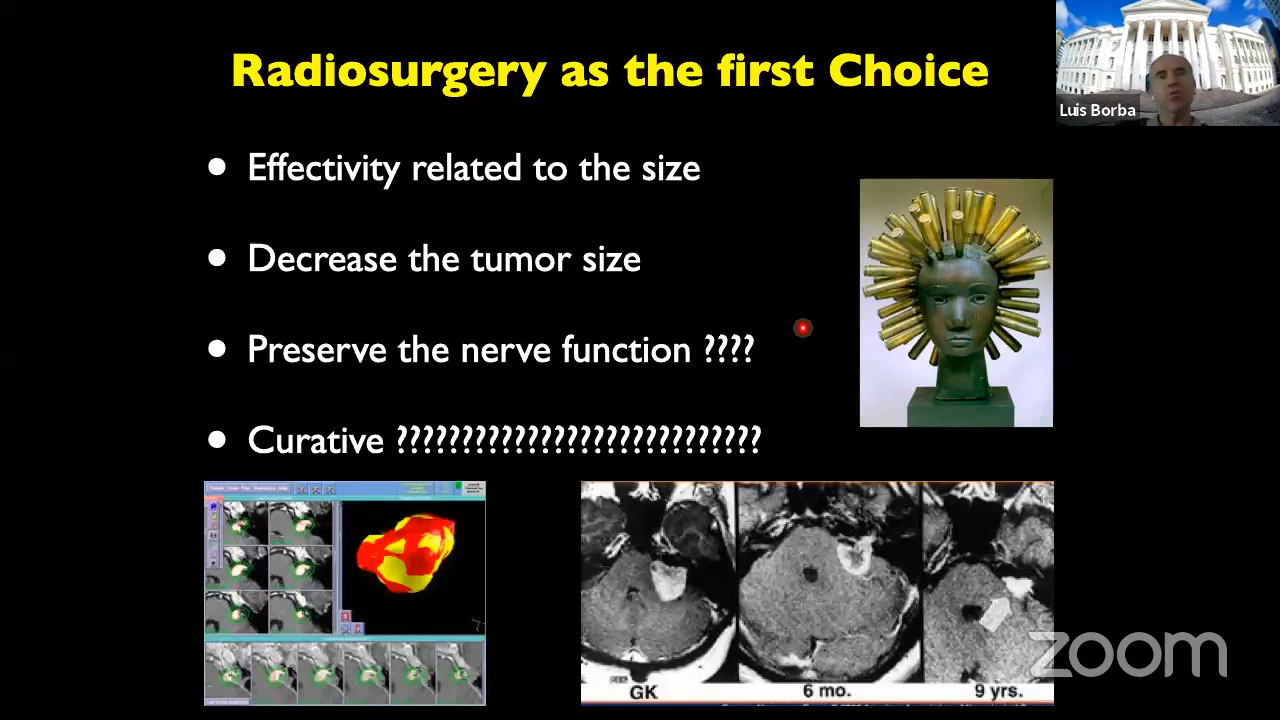 Radiosurgery as the first Choice
Luis Borba
• Effectivity related to the size
• Decrease the tumor size
• Preserve the nerve function ????
• Curative ????????????????????????????
GK
6 mo.
9 yrs.
zoom